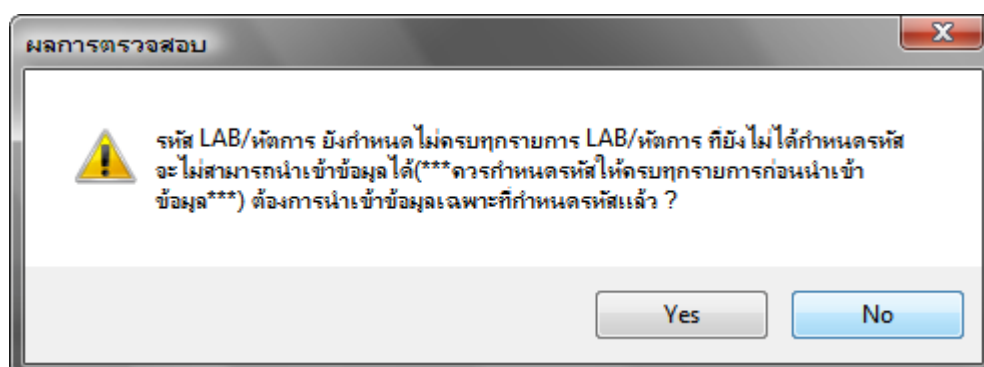 ผลการตรวจสอบ
รหัส LAB/หัตการ ยังกำหนดไม่ครบทุกรายการ LAB/หัตการ ที่ยังไม่ได้กำหนดรหัส
จะไม่สามารถนำเข้าข้อมูลได้(***ควรกำหนดรหัสให้ครบทุกรายการก่อนนำเข้า
ข้อมูล***) ต้องการนำเข้าข้อมูลเฉพาะที่กำหนดรหัสแล้ว ?
Yes
No